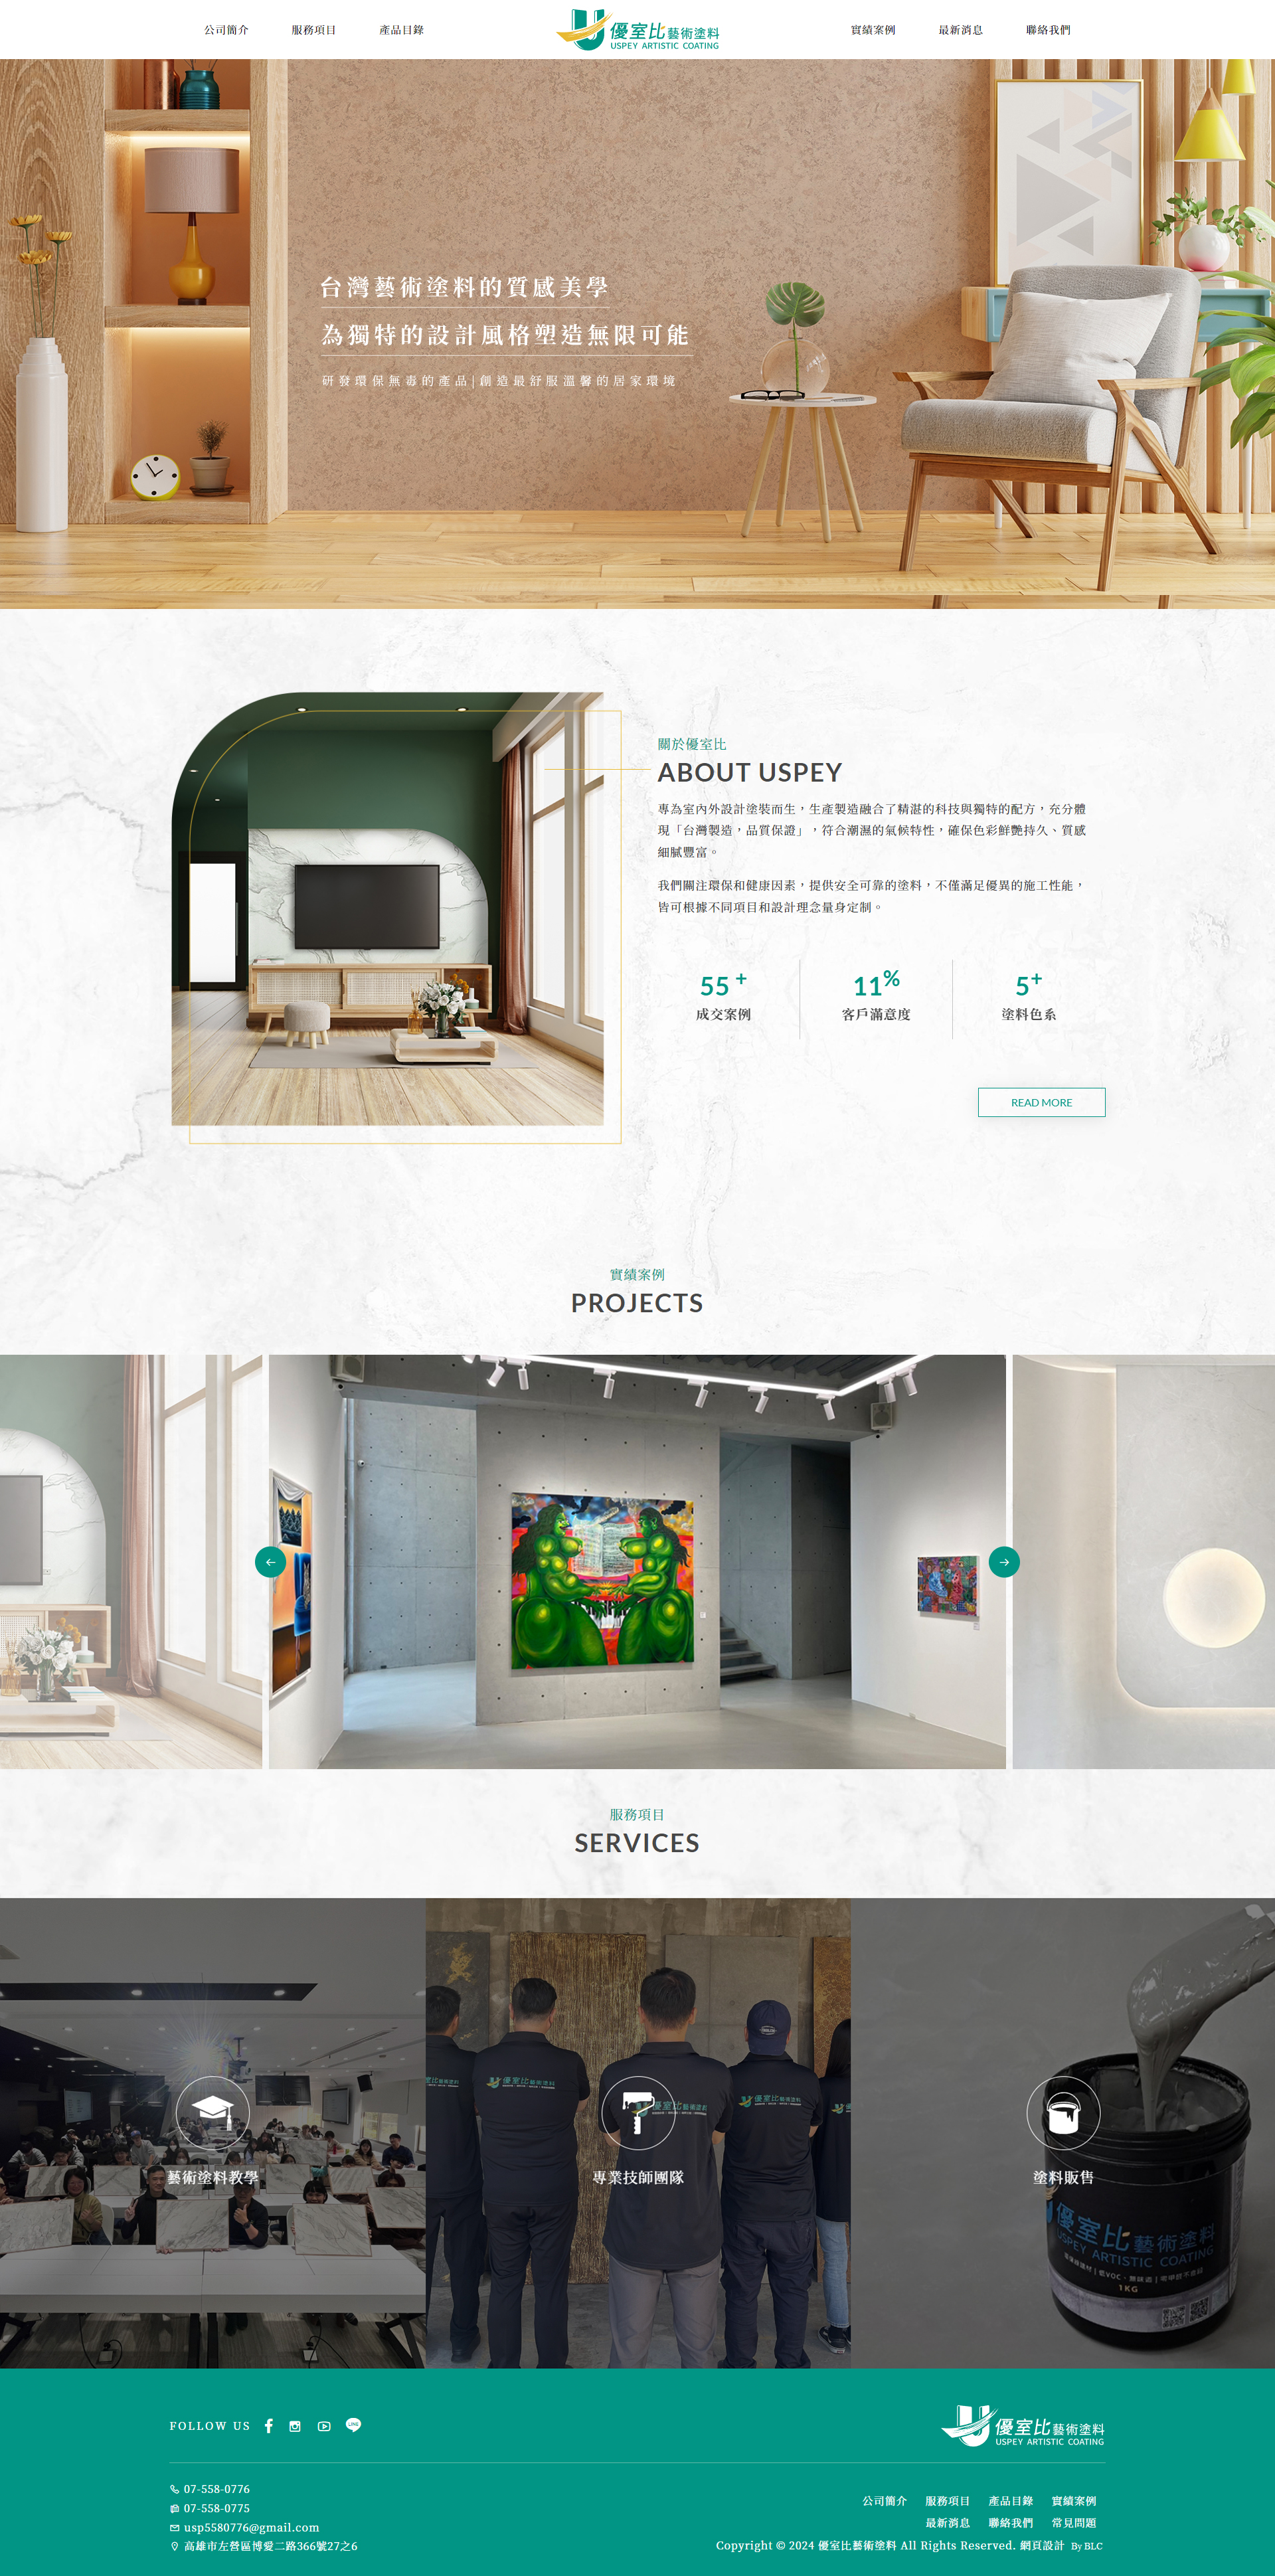 公司簡介
服務項目
產品目錄
優室比藝術塗料
USPEY ARTISTIC COATING
實績案例
最新消息
聯絡我們
台灣藝術塗料的質感美學
為獨特的設計風格塑造無限可能
研發環保無毒的產品|創造最舒服溫馨的居家環境
關於優室比
ABOUT USPEY
專為室內外設計塗裝而生，生產製造融合了精湛的科技與獨特的配方，充分體
現「台灣製造，品質保證」，符合潮濕的氣候特性，確保色彩鮮艷持久、質感
細膩豐富。
我們關注環保和健康因素，提供安全可靠的塗料，不僅滿足優異的施工性能，
皆可根據不同項目和設計理念量身定制。
55 +
成交案例
11%
客戶滿意度
5+
塗料色系
READ MORE
實績案例
PROJECTS
服務項目
SERVICES
優室比藝術塗料
優室比藝術塗料
藝術塗料教學
專業技師團隊
塗料販售
優室比藝術塗料
USPEY ARTISTIC COATING
1KG
FOLLOW US
LINE
優室比藝術塗料
USPEY ARTISTIC COATING
07-558-0776
07-558-0775
usp5580776@gmail.com
高雄市左營區博愛二路366號27之6
公司簡介 服務項目 產品目錄 實績案例
最新消息 聯絡我們 常見問題
Copyright © 2024 優室比藝術塗料 All Rights Reserved. 網頁設計 By BLC